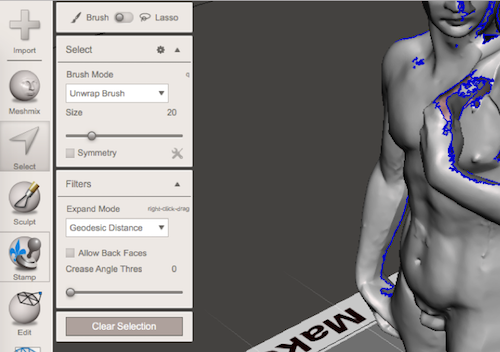 Import
Meshmix
Select
Sculpt
Stamp
Edit
Brush Lasso
Select
Brush Mode
Unwrap Brush
Size 20
Symmetry
Filters
Expand Mode right-click-drag
Geodesic Distance
Allow Back Faces
Crease Angle Thres 0
Clear Selection
Mak